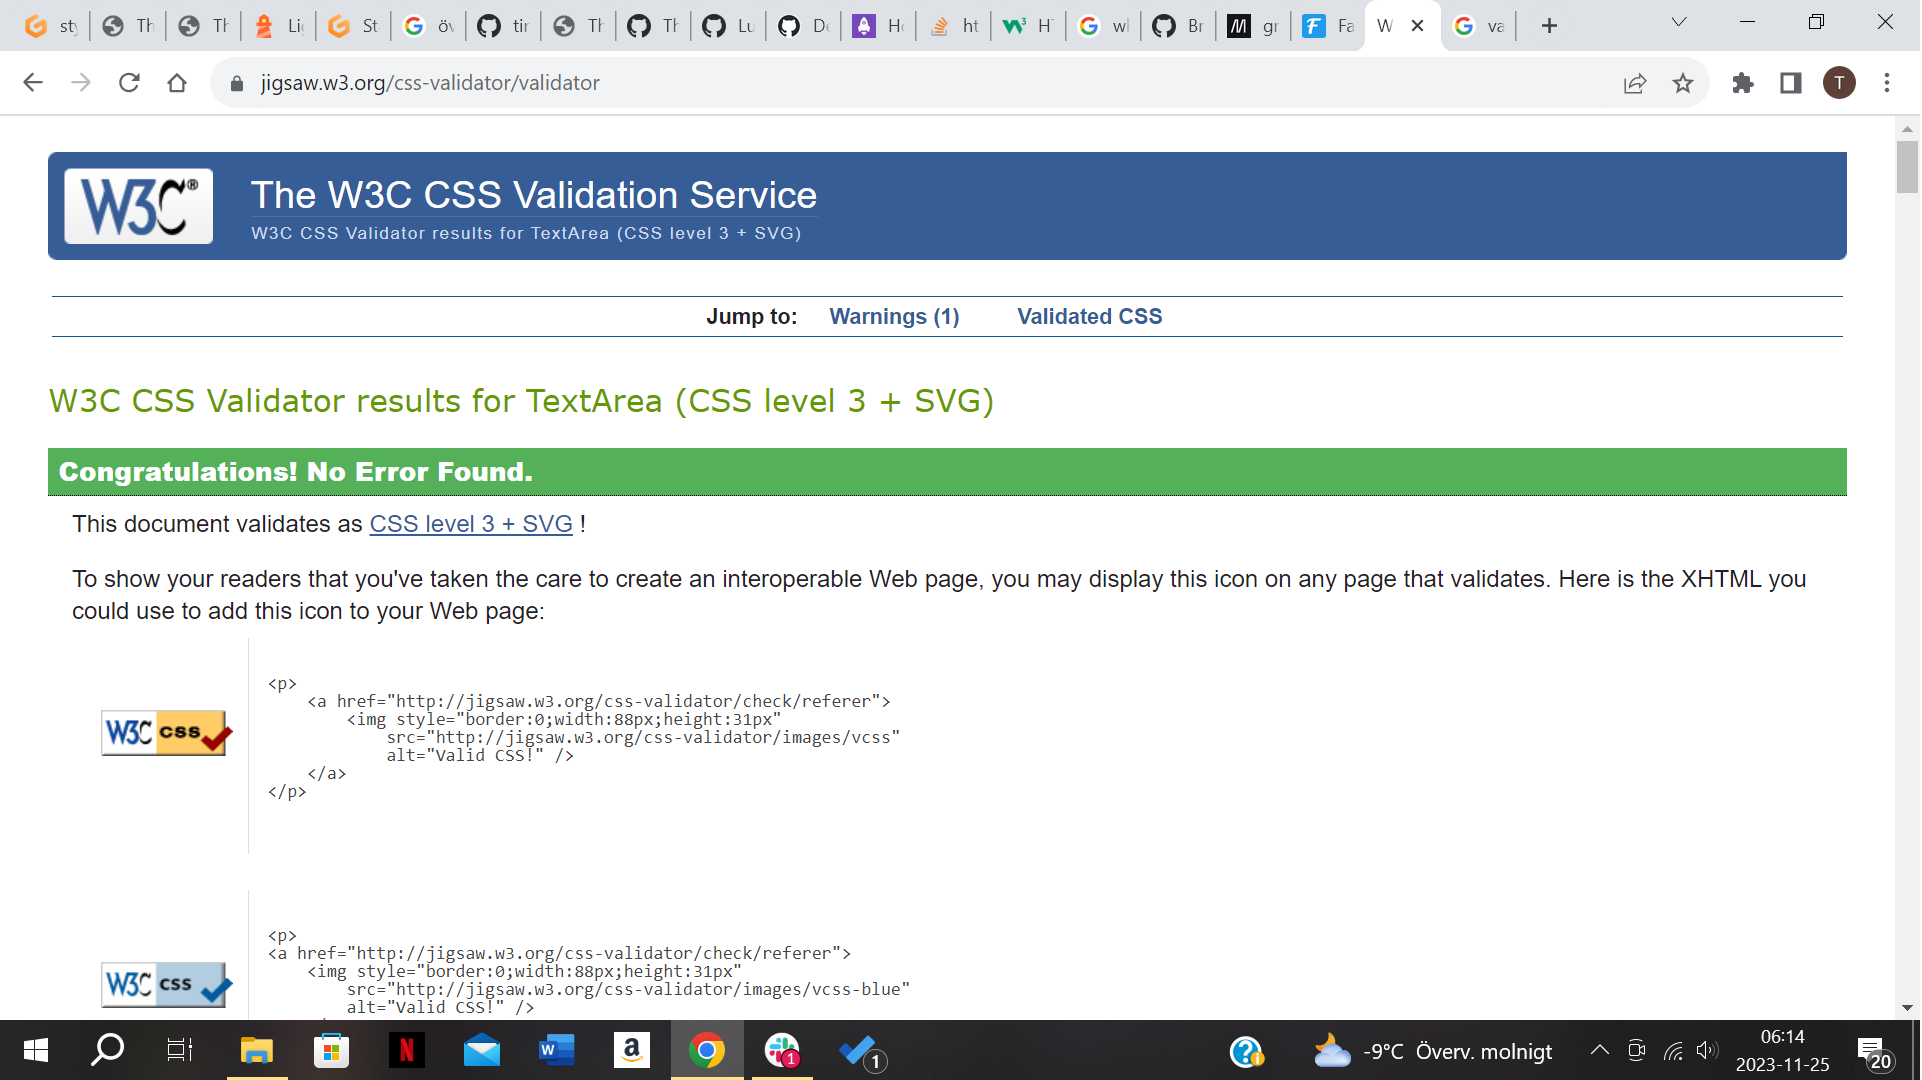 sty
Th
Th
Lig
St
öv
tin
Th
Th
Lu
De
He
ht
HT
wl
Br
gr
Fa
W
va
jigsaw.w3.org/css-validator/validator
T
W3C®
The W3C CSS Validation Service
W3C CSS Validator results for TextArea (CSS level 3 + SVG)
Jump to: Warnings (1) Validated CSS
W3C CSS Validator results for TextArea (CSS level 3 + SVG)
Congratulations! No Error Found.
This document validates as CSS level 3 + SVG !
To show your readers that you've taken the care to create an interoperable Web page, you may display this icon on any page that validates. Here is the XHTML you
could use to add this icon to your Web page:
W3C css
<p>
<a href="http://jigsaw.w3.org/css-validator/check/referer">
<img style="border:0;width:88px;height:31px"
src="http://jigsaw.w3.org/css-validator/images/vcss"
alt="Valid CSS!" />
</a>
</p>
W3C css
<p>
<a href="http://jigsaw.w3.org/css-validator/check/referer">
<img style="border:0;width:88px;height:31px"
src="http://jigsaw.w3.org/css-validator/images/vcss-blue"
alt="Valid CSS!" />
N
W
a
1
1
-9°C Överv. molnigt
06:14
2023-11-25
20